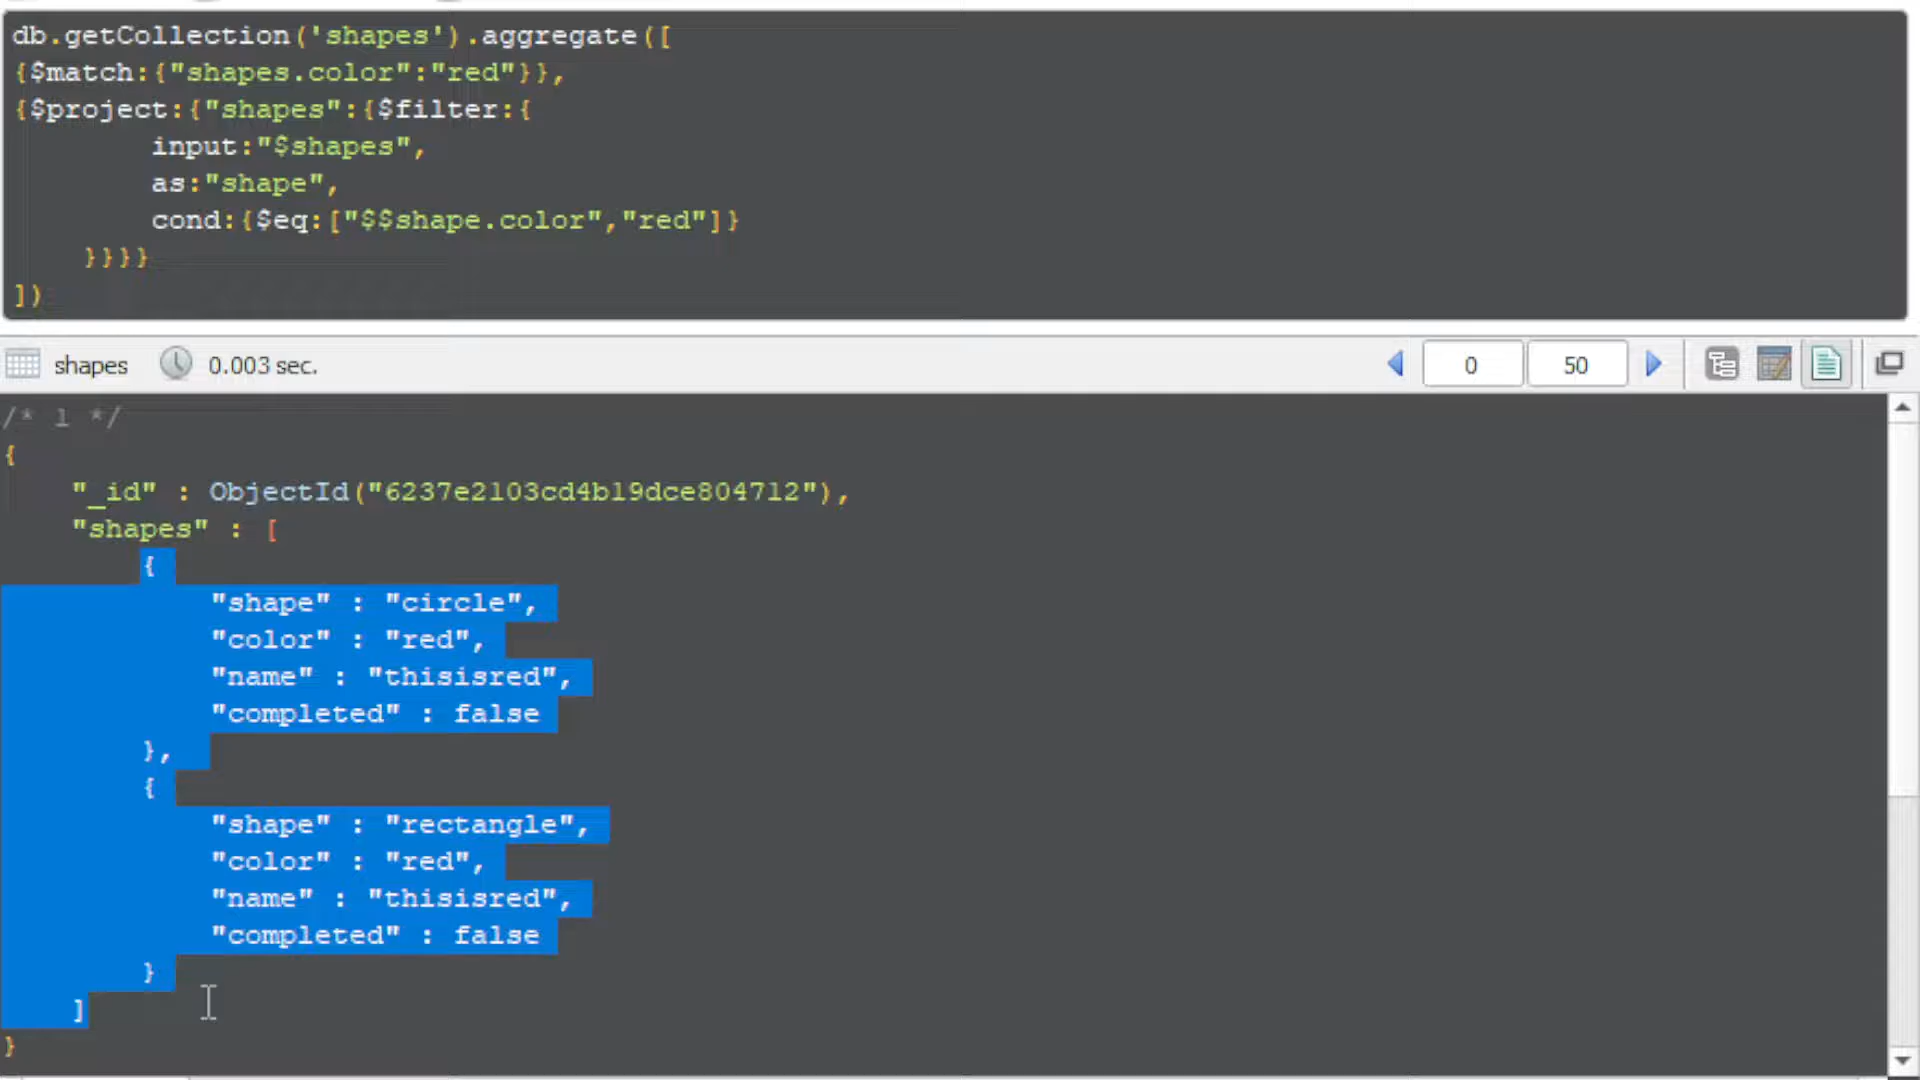 db.getCollection('shapes').aggregate([
{$match:{"shapes.color":"red"}},
{$project:{"shapes":{$filter:{
input:"$shapes",
as:"shape",
cond:{$eq:["$$shape.color","red"]}
}}}}
])
shapes 0.003 sec. 0 50
/* 1 */
{
"_id" : ObjectId("6237e2103cd4b19dce804712"),
"shapes" : [
{
"shape" : "circle",
"color" : "red",
"name" : "thisisred",
"completed" : false
},
{
"shape" : "rectangle",
"color" : "red",
"name" : "thisisred",
"completed" : false
}
]
}